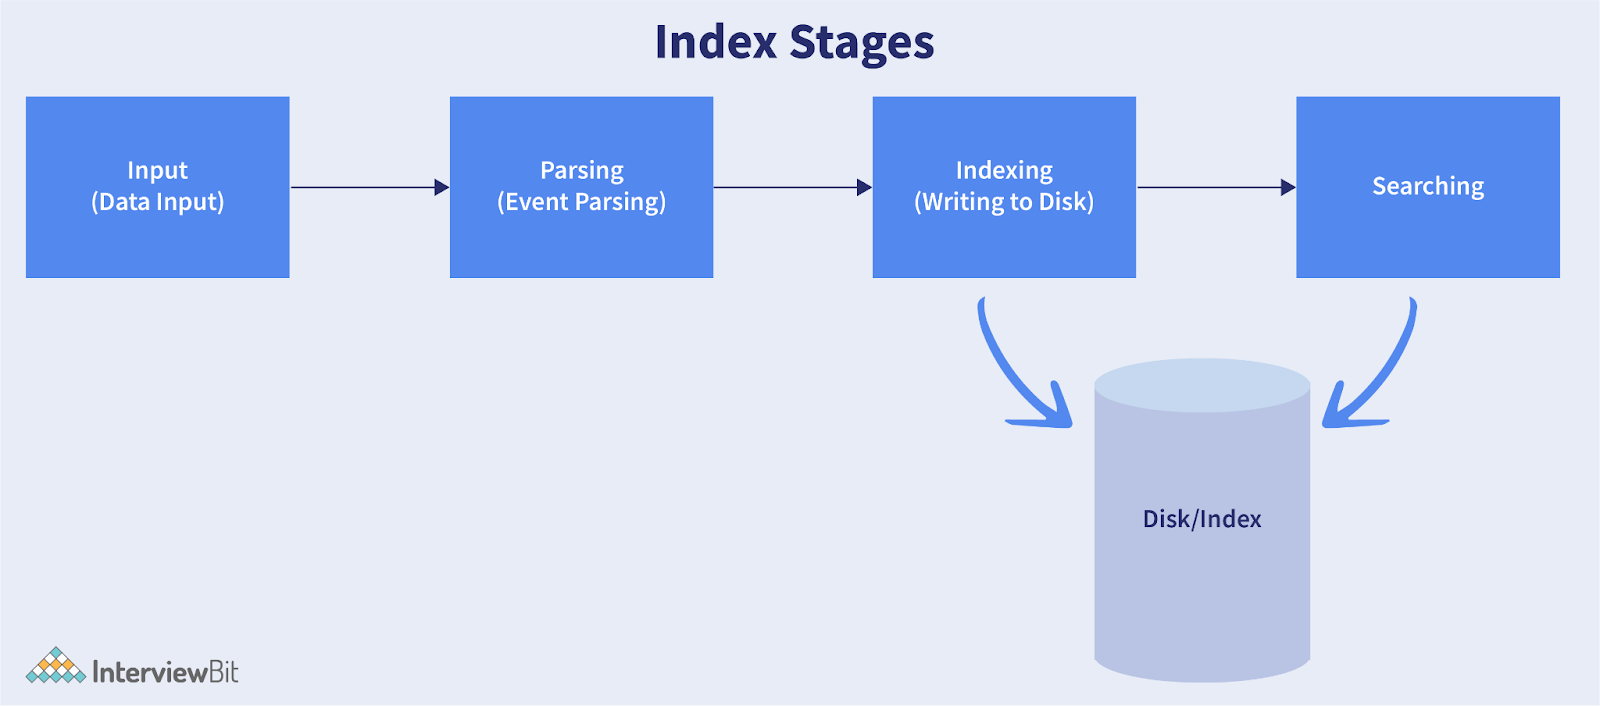 Index Stages
Input
(Data Input)
Parsing
(Event Parsing)
Indexing
(Writing to Disk)
Searching
Disk/Index
InterviewBit